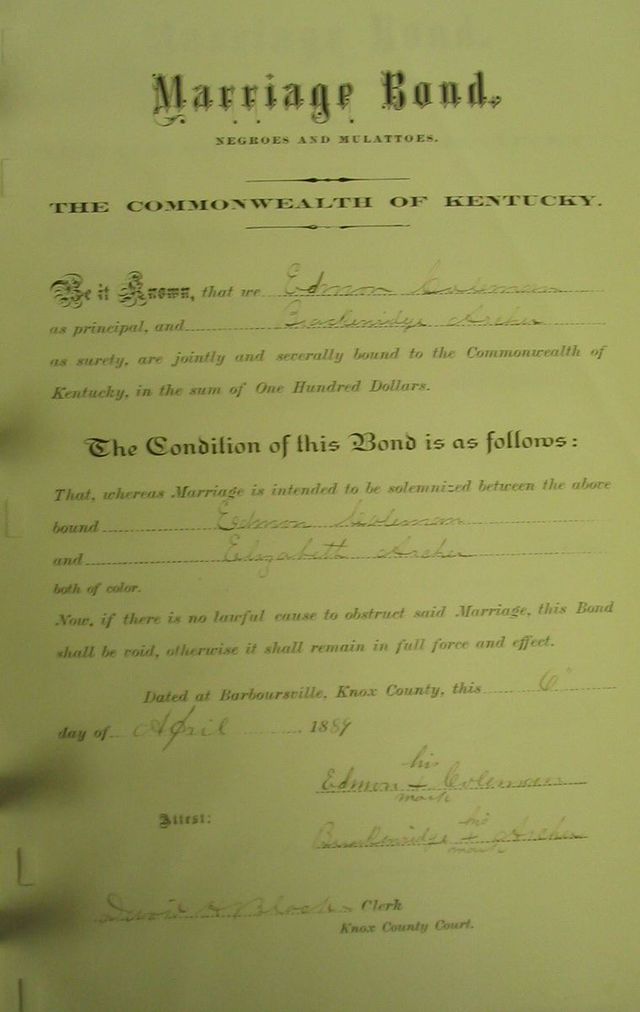 Marriage Bond.
NEGROES AND MULATTOES.
THE COMMONWEALTH OF KENTUCKY.
Be it Known, that we Edmon Coleman
as principal, and Brackenridge Archer
as surety, are jointly and severally bound to the Commonwealth of
Kentucky, in the sum of One Hundred Dollars.
The Condition of this Bond is as follows:
That, whereas Marriage is intended to be solemnized between the above
bound Edmon Coleman
and Elizabeth Archer
both of color.
Now, if there is no lawful cause to obstruct said Marriage, this Bond
shall be void, otherwise it shall remain in full force and effect.
Dated at Barboursville, Knox County, this 6"
day of April 1889
his
Edmon + Coleman
mark
Attest:
his
Brackenridge + Archer
mark
David Black Clerk
Knox County Court.